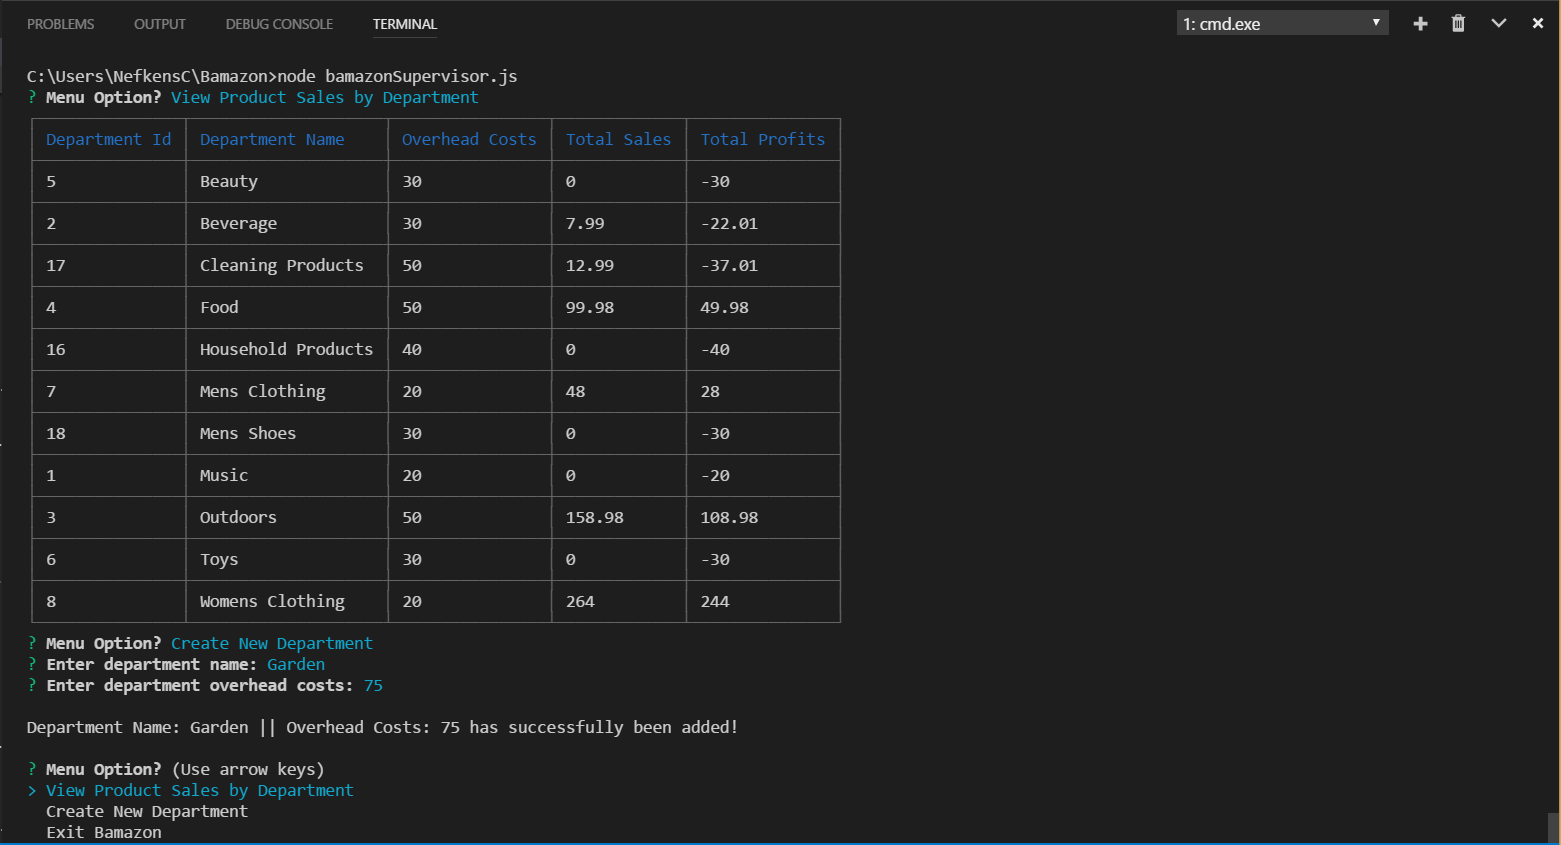 PROBLEMS OUTPUT DEBUG CONSOLE TERMINAL 1: cmd.exe
C:\Users\NefkensC\Bamazon>node bamazonSupervisor.js
? Menu Option? View Product Sales by Department
Department Id Department Name Overhead Costs Total Sales Total Profits
5 Beauty 30 0 -30
2 Beverage 30 7.99 -22.01
17 Cleaning Products 50 12.99 -37.01
4 Food 50 99.98 49.98
16 Household Products 40 0 -40
7 Mens Clothing 20 48 28
18 Mens Shoes 30 0 -30
1 Music 20 0 -20
3 Outdoors 50 158.98 108.98
6 Toys 30 0 -30
8 Womens Clothing 20 264 244
? Menu Option? Create New Department
? Enter department name: Garden
? Enter department overhead costs: 75
Department Name: Garden || Overhead Costs: 75 has successfully been added!
? Menu Option? (Use arrow keys)
> View Product Sales by Department
Create New Department
Exit Bamazon